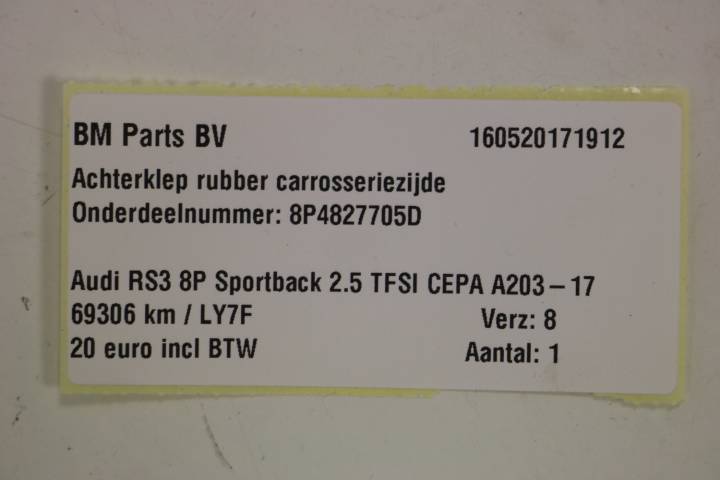 BM Parts BV 160520171912
Achterklep rubber carrosseriezijde
Onderdeelnummer: 8P4827705D
Audi RS3 8P Sportback 2.5 TFSI CEPA A203-17
69306 km / LY7F Verz: 8
20 euro incl BTW Aantal: 1